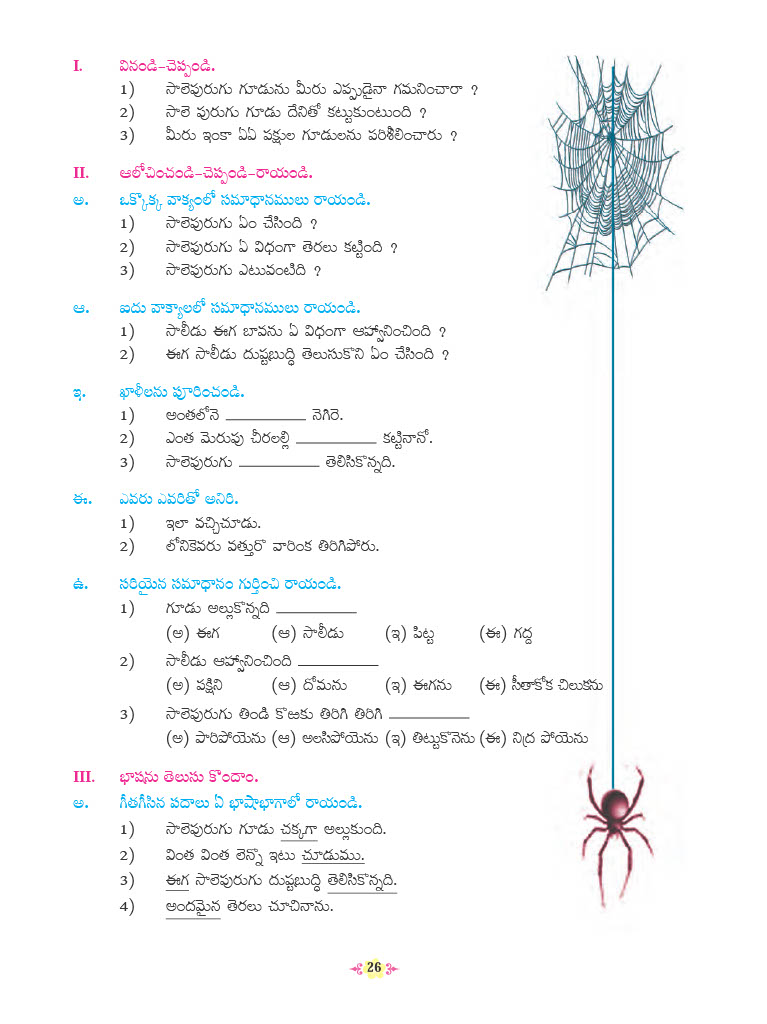 I. వినండి-చెప్పండి.
1) సాలెపురుగు గూడును మీరు ఎప్పుడైనా గమనించారా ?
2) సాలె పురుగు గూడు దేనితో కట్టుకుంటుంది ?
3) మీరు ఇంకా ఏఏ పక్షుల గూడులను పరిశీలించారు ?
II. ఆలోచించండి-చెప్పండి-రాయండి.
అ. ఒక్కొక్క వాక్యంలో సమాధానములు రాయండి.
1) సాలెపురుగు ఏం చేసింది ?
2) సాలెపురుగు ఏ విధంగా తెరలు కట్టింది ?
3) సాలెపురుగు ఎటువంటిది ?
ఆ. ఐదు వాక్యాలలో సమాధానములు రాయండి.
1) సాలీడు ఈగ బావను ఏ విధంగా ఆహ్వానించింది ?
2) ఈగ సాలీడు దుష్టబుద్ధి తెలుసుకొని ఏం చేసింది ?
ఇ. ఖాళీలను పూరించండి.
1) అంతలోనె __________ నెగిరె.
2) ఎంత మెరుపు చీరలల్లి __________ కట్టినానో.
3) సాలెపురుగు __________ తెలిసికొన్నది.
ఈ. ఎవరు ఎవరితో అనిరి.
1) ఇలా వచ్చిచూడు.
2) లోనికెవరు వత్తురొ వారింక తిరిగిపోరు.
ఉ. సరియైన సమాధానం గుర్తించి రాయండి.
1) గూడు అల్లుకొన్నది __________
(అ) ఈగ (ఆ) సాలీడు (ఇ) పిట్ట (ఈ) గద్ద
2) సాలీడు ఆహ్వానించింది __________
(అ) పక్షిని (ఆ) దోమను (ఇ) ఈగను (ఈ) సీతాకోక చిలుకను
3) సాలెపురుగు తిండి కొఱకు తిరిగి తిరిగి __________
(అ) పారిపోయెను (ఆ) అలసిపోయెను (ఇ) తిట్టుకొనెను (ఈ) నిద్ర పోయెను
III. భాషను తెలుసు కొందాం.
అ. గీతగీసిన పదాలు ఏ భాషాభాగాలో రాయండి.
1) సాలెపురుగు గూడు చక్కగా అల్లుకుంది.
2) వింత వింత లెన్నొ ఇటు చూడుము.
3) ఈగ సాలెపురుగు దుష్టబుద్ధి తెలిసికొన్నది.
4) అందమైన తెరలు చూచినాను.
26